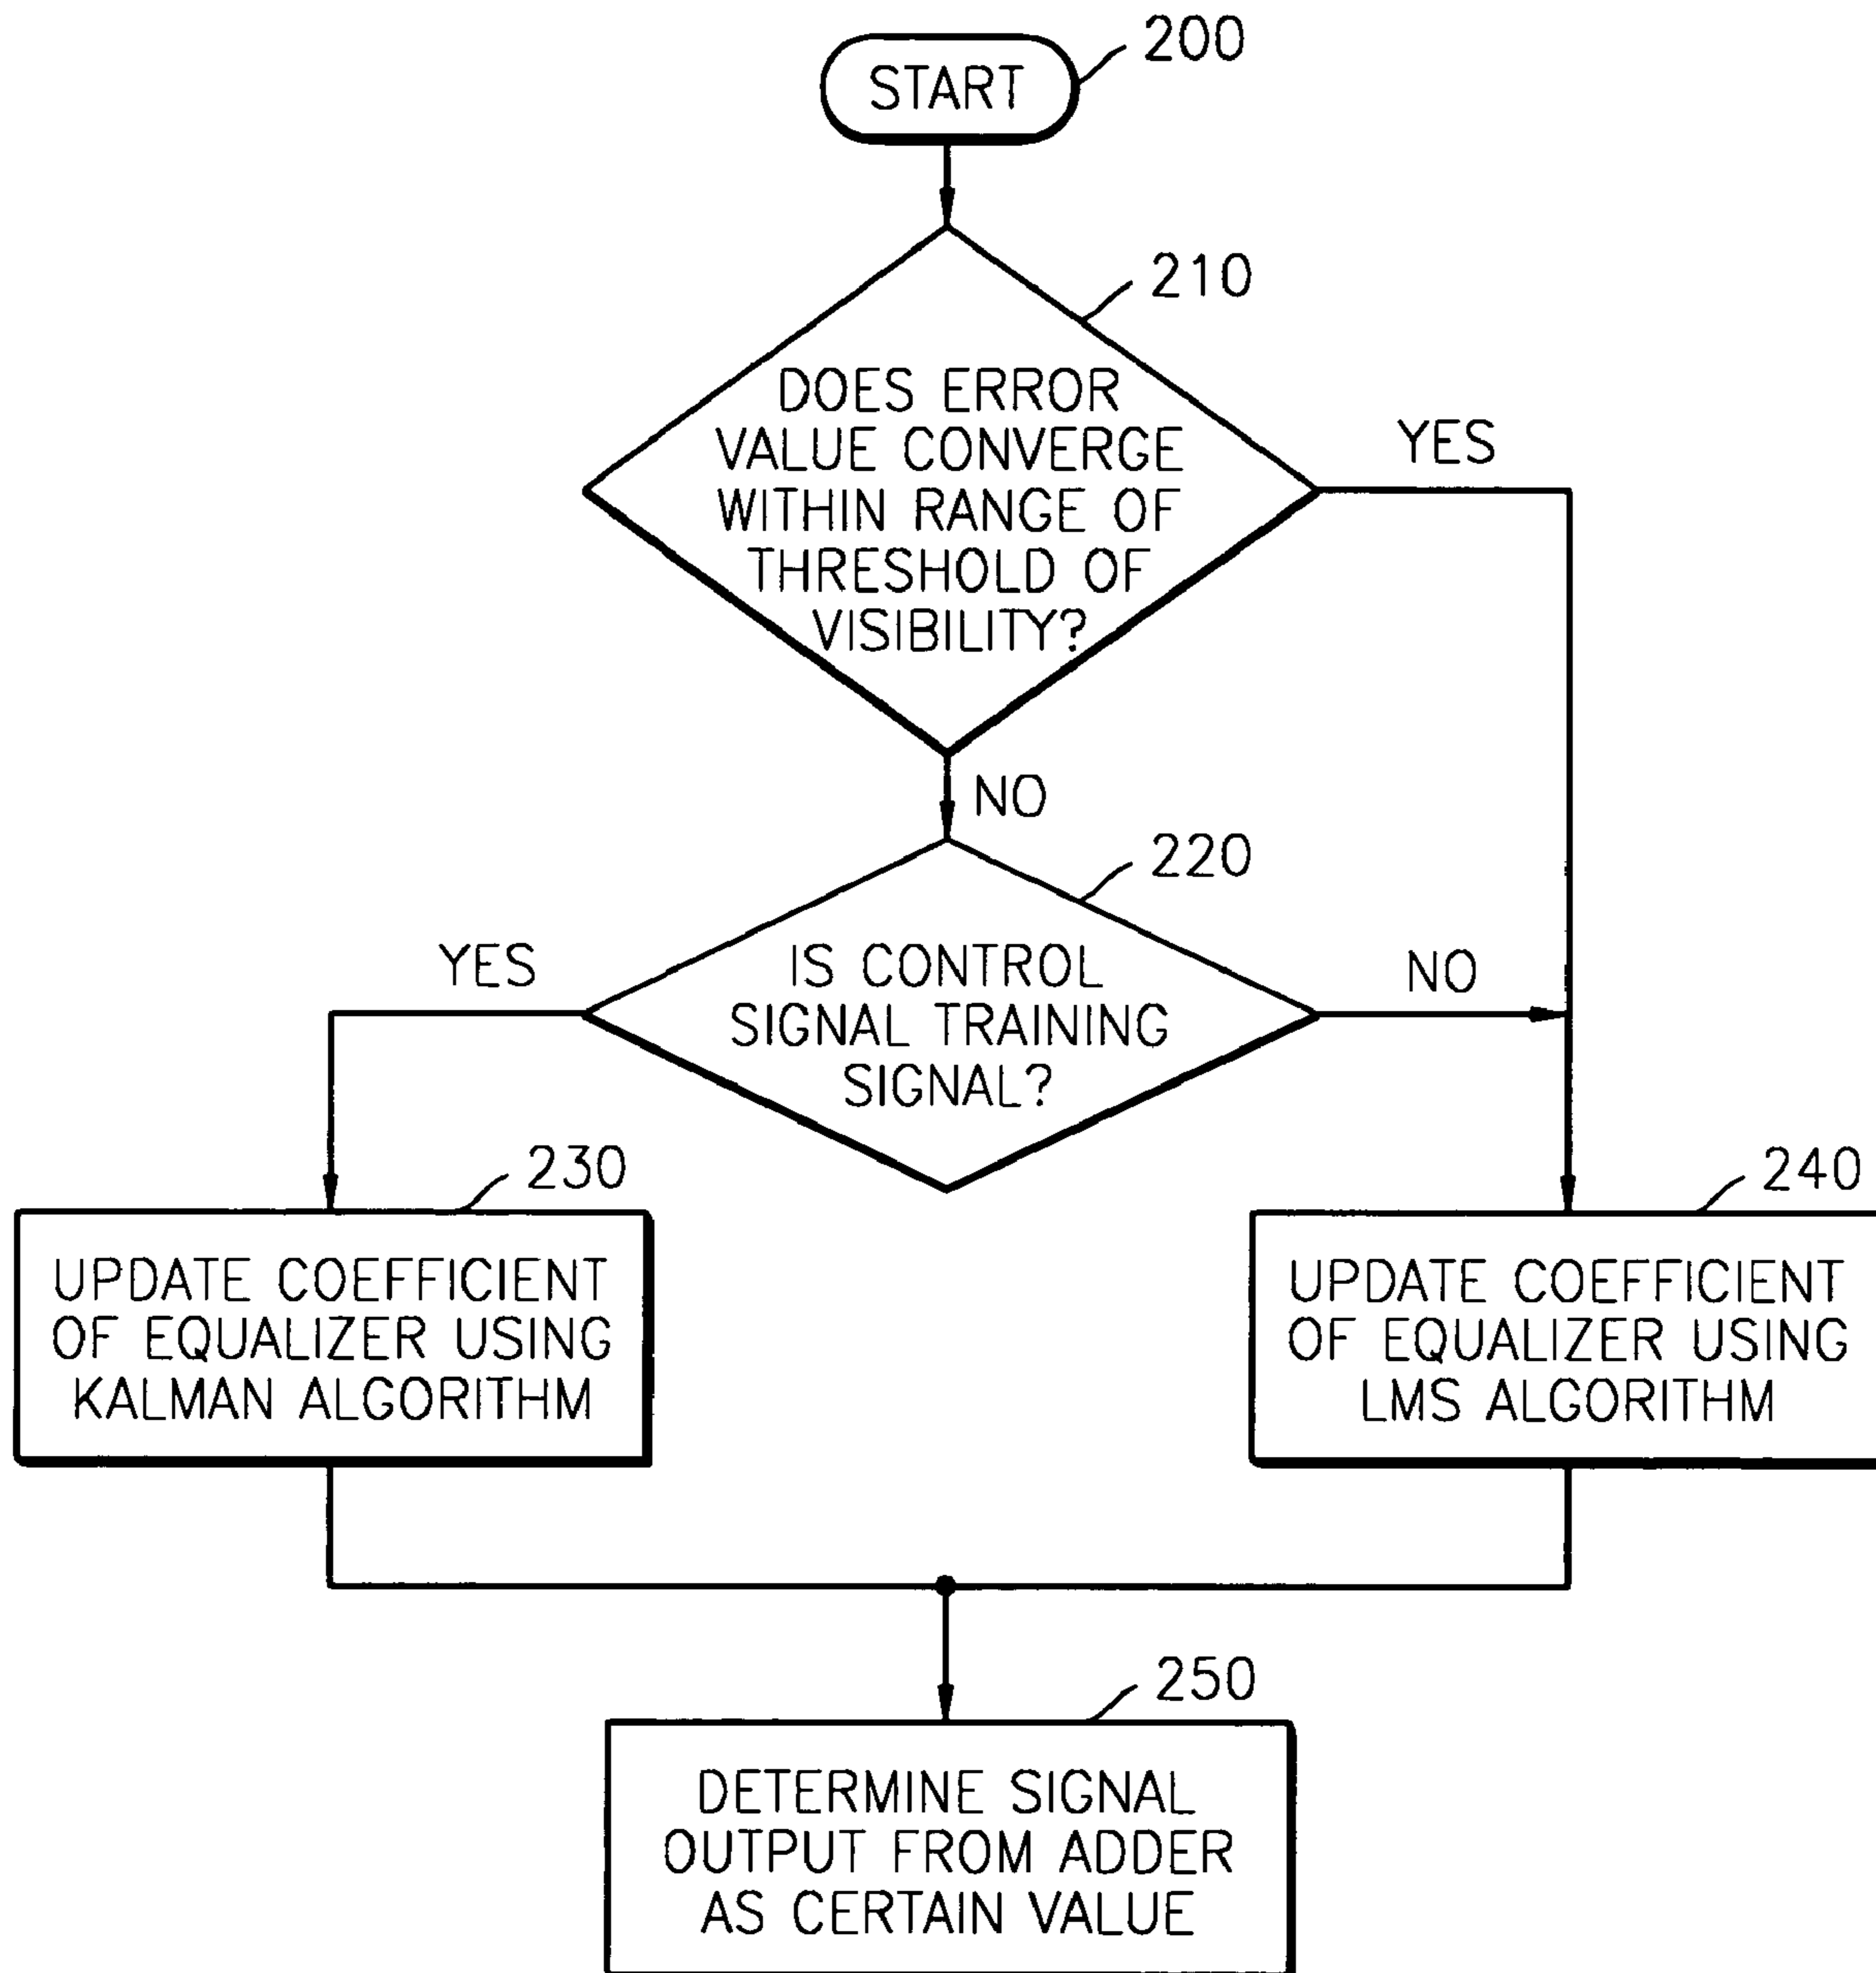 200
START
210
DOES ERROR
VALUE CONVERGE
WITHIN RANGE OF
THRESHOLD OF
VISIBILITY?
YES
NO
220
YES
IS CONTROL
SIGNAL TRAINING
SIGNAL?
NO
230
UPDATE COEFFICIENT
OF EQUALIZER USING
KALMAN ALGORITHM
240
UPDATE COEFFICIENT
OF EQUALIZER USING
LMS ALGORITHM
250
DETERMINE SIGNAL
OUTPUT FROM ADDER
AS CERTAIN VALUE